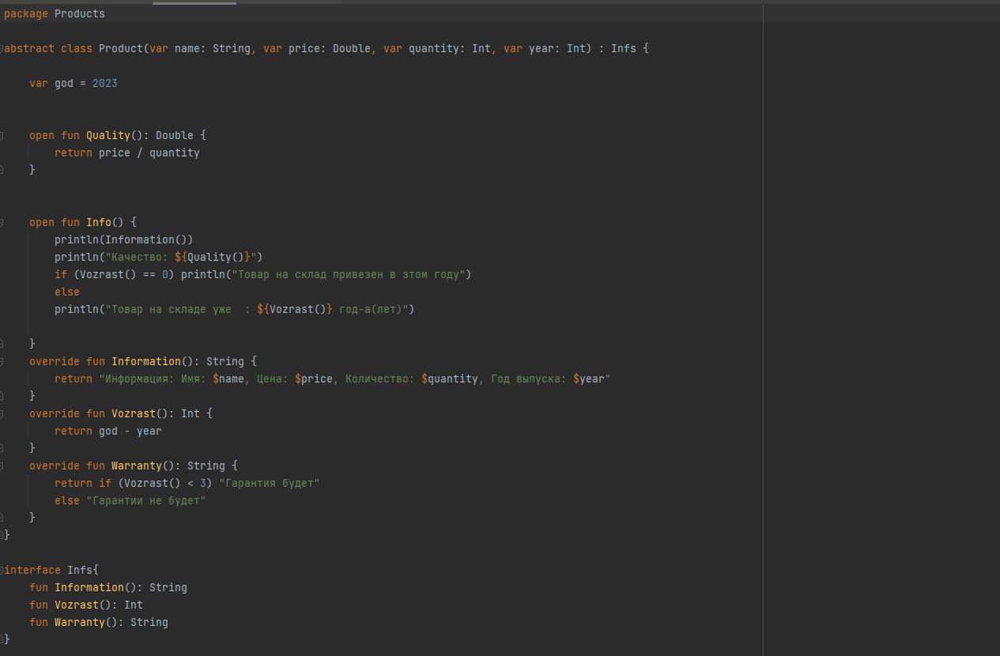 package Products
abstract class Product(var name: String, var price: Double, var quantity: Int, var year: Int) : Infs {
var god = 2023
open fun Quality(): Double {
return price / quantity
}
open fun Info() {
println(Information())
println("Качество: ${Quality()}")
if (Vozrast() == 0) println("Товар на склад привезен в этом году")
else
println("Товар на складе уже  : ${Vozrast()} год-а(лет)")
}
override fun Information(): String {
return "Информация: Имя: $name, Цена: $price, Количество: $quantity, Год выпуска: $year"
}
override fun Vozrast(): Int {
return god - year
}
override fun Warranty(): String {
return if (Vozrast() < 3) "Гарантия будет"
else "Гарантии не будет"
}
}
interface Infs{
fun Information(): String
fun Vozrast(): Int
fun Warranty(): String
}